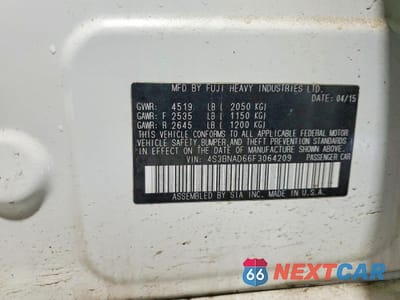 MFD BY FUJI HEAVY INDUSTRIES LTD.
DATE: 04/15
GVWR: 4519 LB ( 2050 KG)
GAWR: F 2535 LB ( 1150 KG)
GAWR: R 2645 LB ( 1200 KG)
THIS VEHICLE CONFORMS TO ALL APPLICABLE FEDERAL MOTOR
VEHICLE SAFETY, BUMPER, AND THEFT PREVENTION STANDARDS
IN EFFECT ON THE DATE OF MANUFACTURE SHOWN ABOVE.
VIN: 4S3BNAD66F3064209 PASSENGER CAR
ASSEMBLED BY SIA INC. MADE IN U.S.A.
66 NEXTCAR